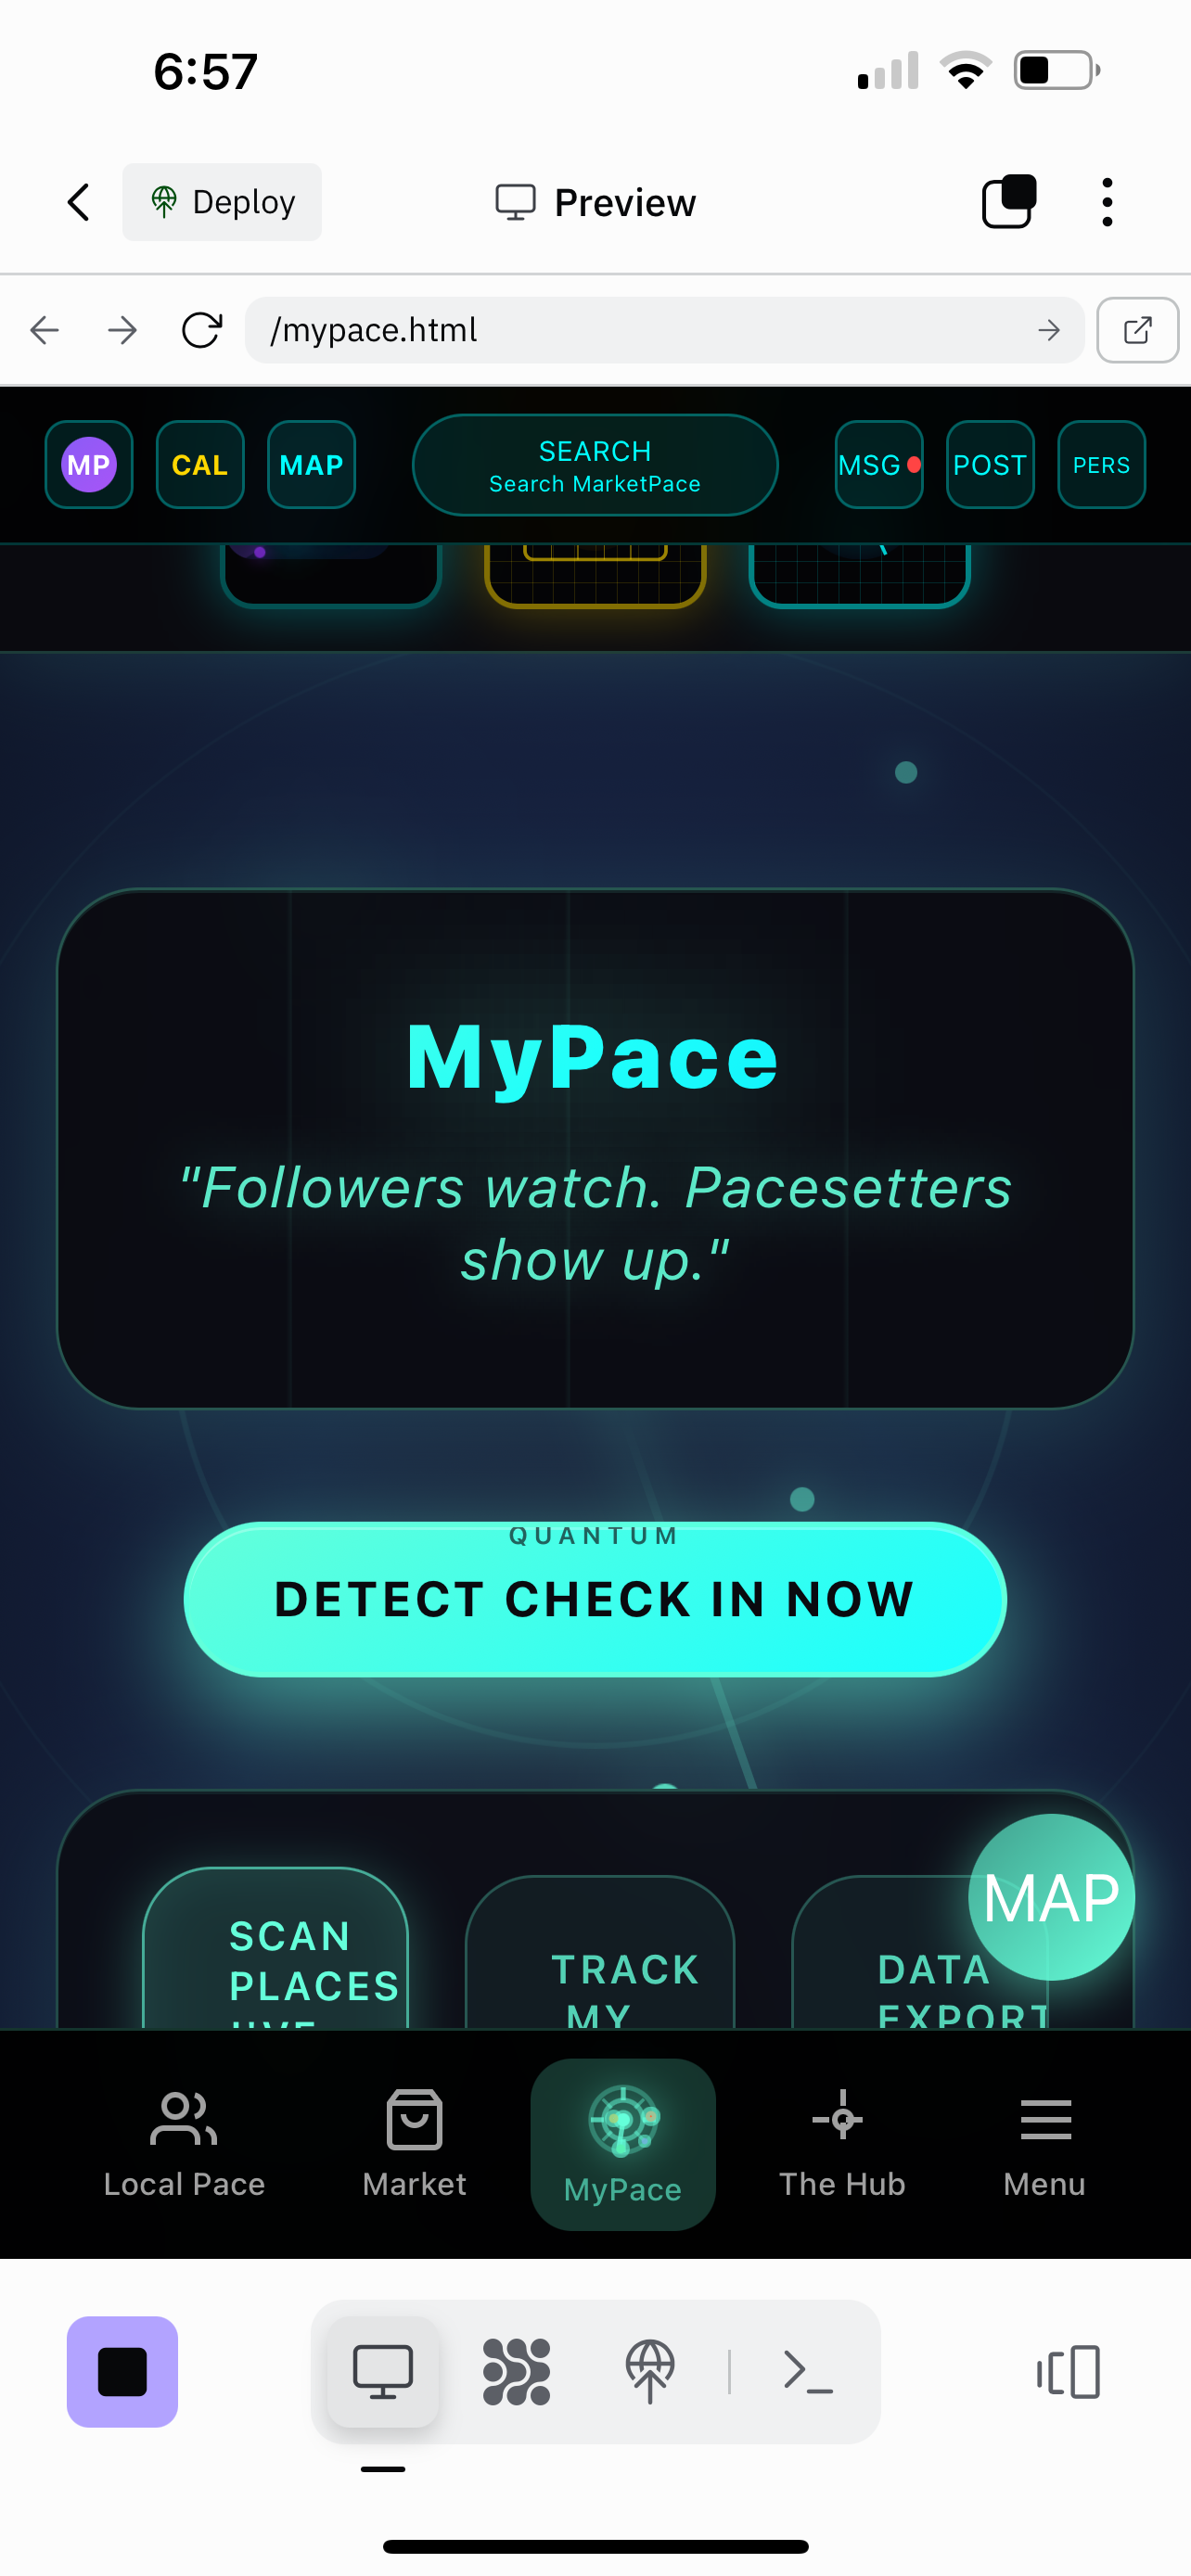 6:57
Deploy
Preview
/mypace.html
MP
CAL
MAP
SEARCH
Search MarketPace
MSG
POST
PERS
MyPace
"Followers watch. Pacesetters
show up."
QUANTUM
DETECT CHECK IN NOW
MAP
SCAN
PLACES
TRACK
MY
DATA
EXPORT
Local Pace
Market
MyPace
The Hub
Menu